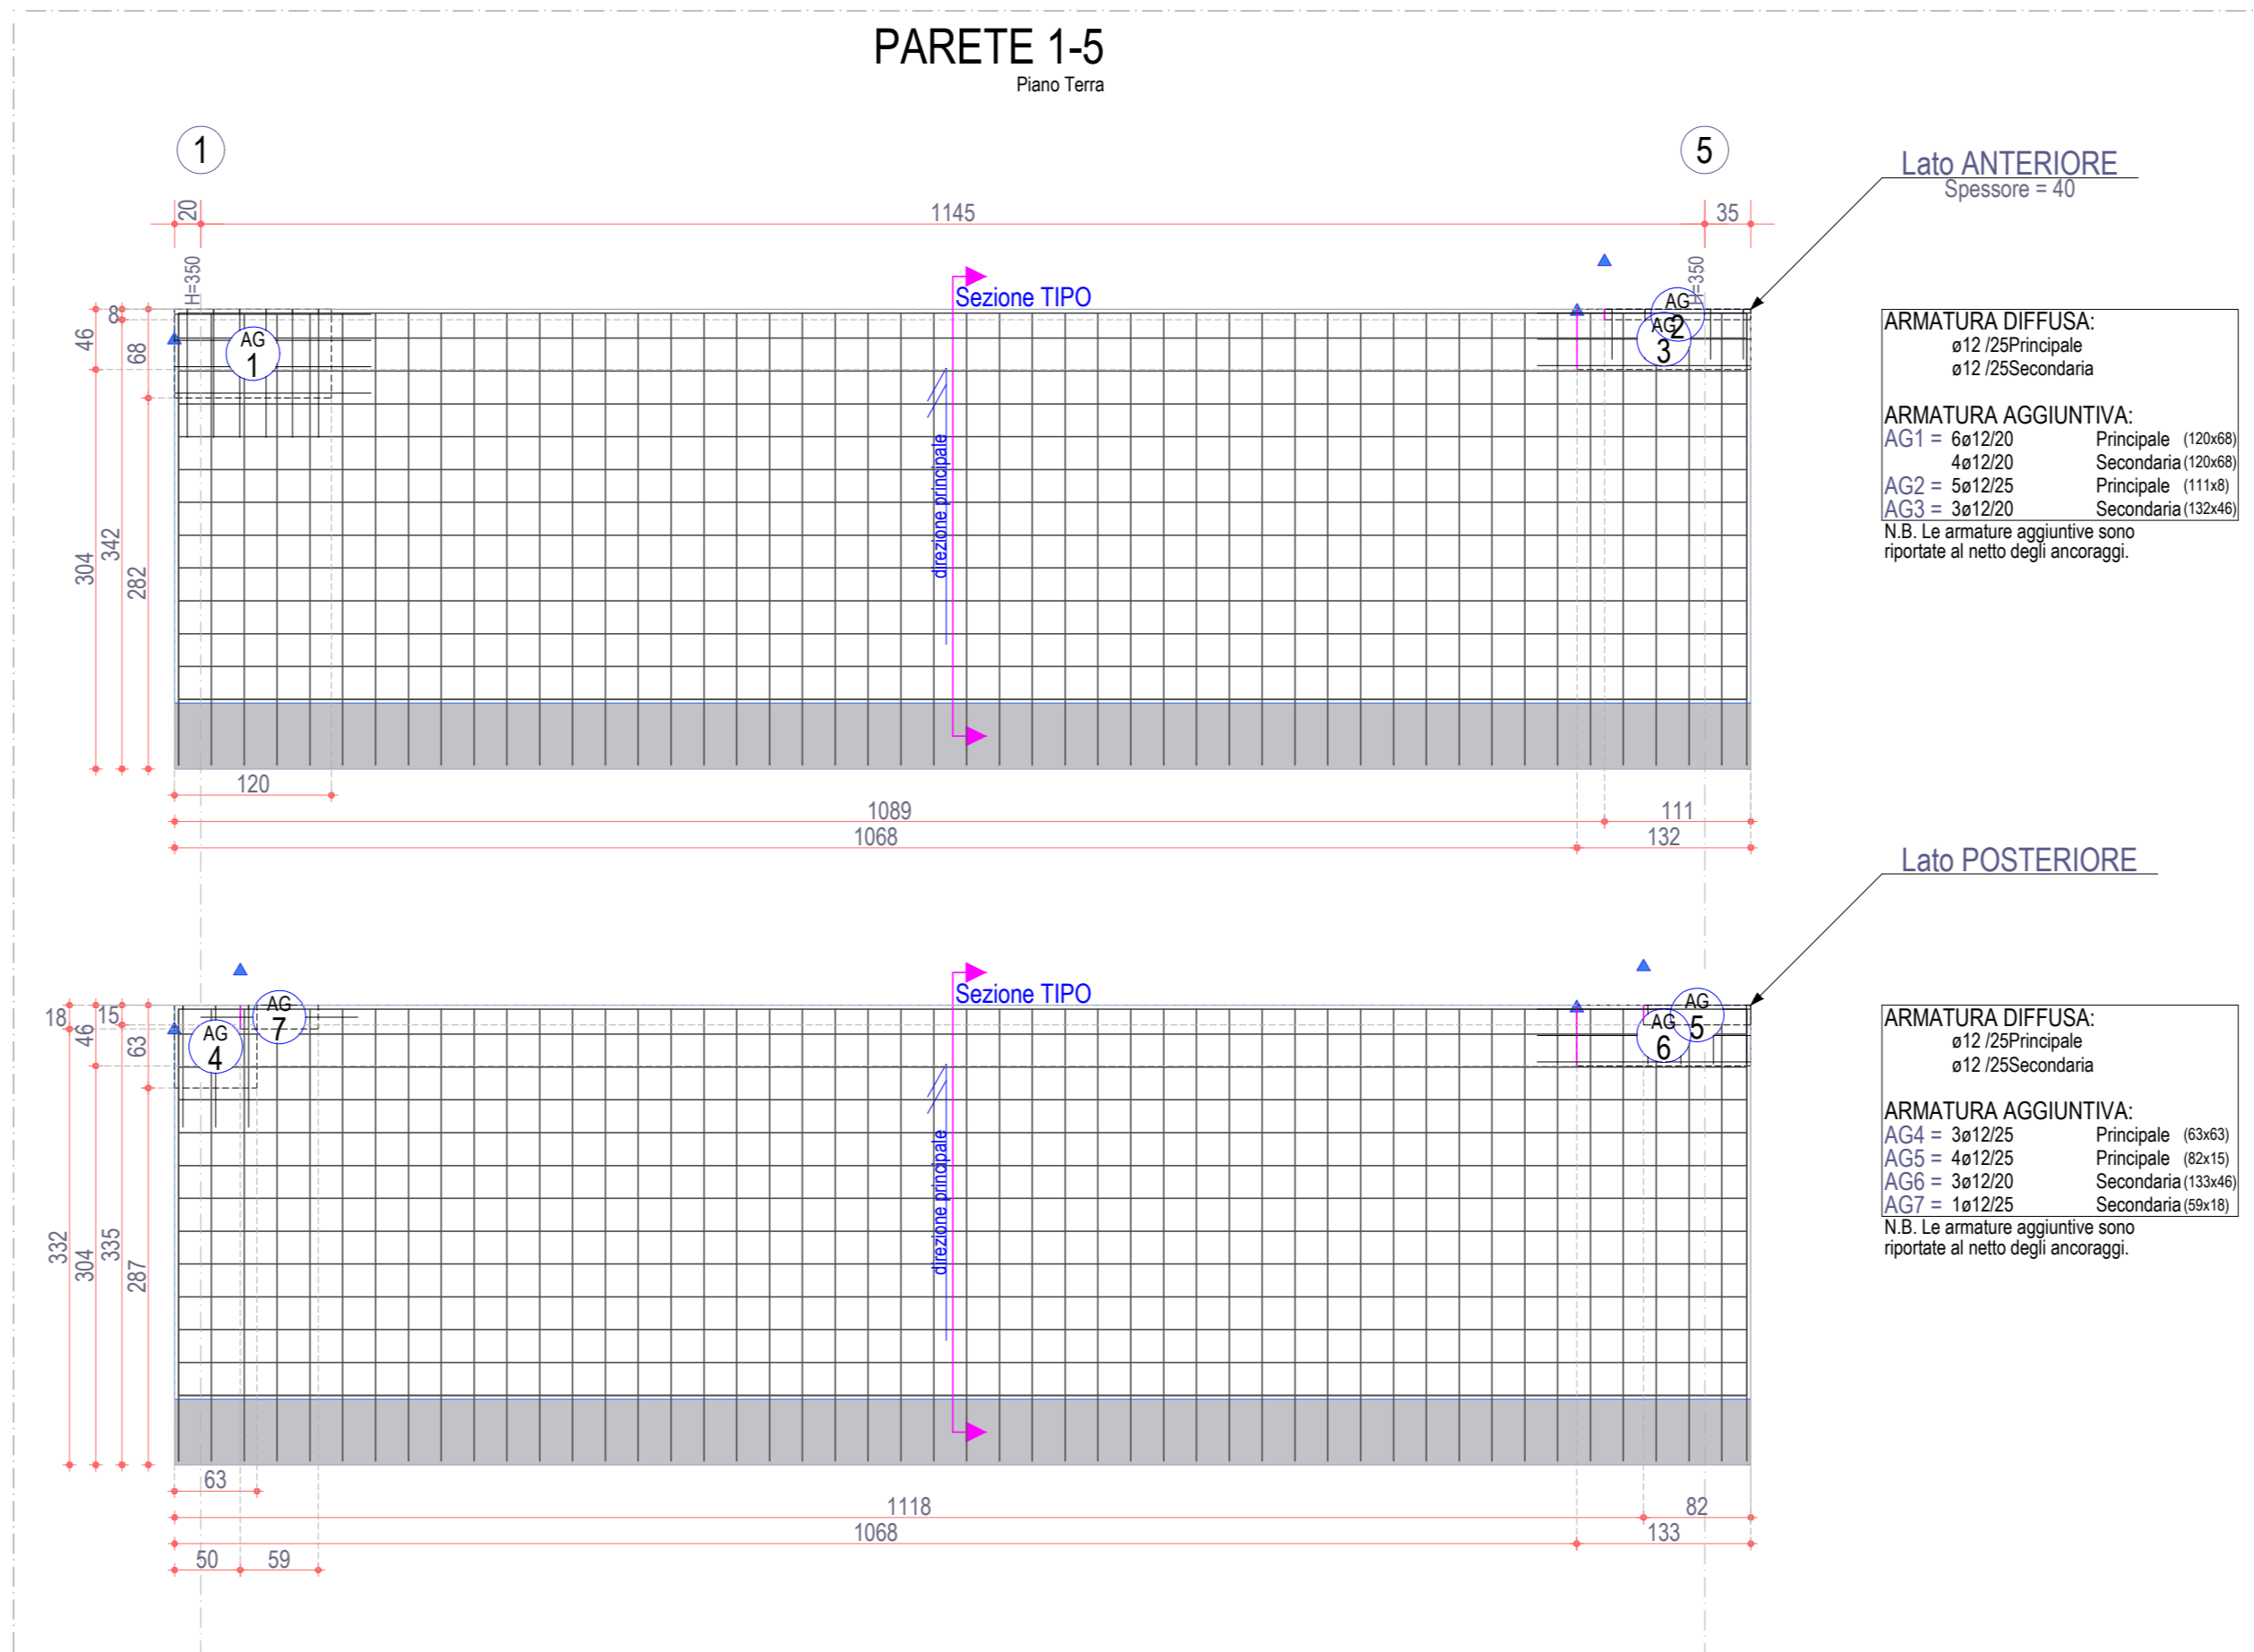 PARETE 1-5
Piano Terra
1
5
Lato ANTERIORE
Spessore = 40
20
1145
35
H=350
H=350
Sezione TIPO
8
46
68
AG
1
AG
2
AG
3
direzione principale
304
342
282
120
1089
111
1068
132
ARMATURA DIFFUSA:
ø12 /25Principale
ø12 /25Secondaria
ARMATURA AGGIUNTIVA:
AG1 = 6ø12/20 Principale (120x68)
4ø12/20 Secondaria (120x68)
AG2 = 5ø12/25 Principale (111x8)
AG3 = 3ø12/20 Secondaria (132x46)
N.B. Le armature aggiuntive sono
riportate al netto degli ancoraggi.
Lato POSTERIORE
Sezione TIPO
18
46
15
63
AG
4
AG
7
AG
5
AG
6
direzione principale
332
304
335
287
63
1118
82
1068
133
50
59
ARMATURA DIFFUSA:
ø12 /25Principale
ø12 /25Secondaria
ARMATURA AGGIUNTIVA:
AG4 = 3ø12/25 Principale (63x63)
AG5 = 4ø12/25 Principale (82x15)
AG6 = 3ø12/20 Secondaria (133x46)
AG7 = 1ø12/25 Secondaria (59x18)
N.B. Le armature aggiuntive sono
riportate al netto degli ancoraggi.